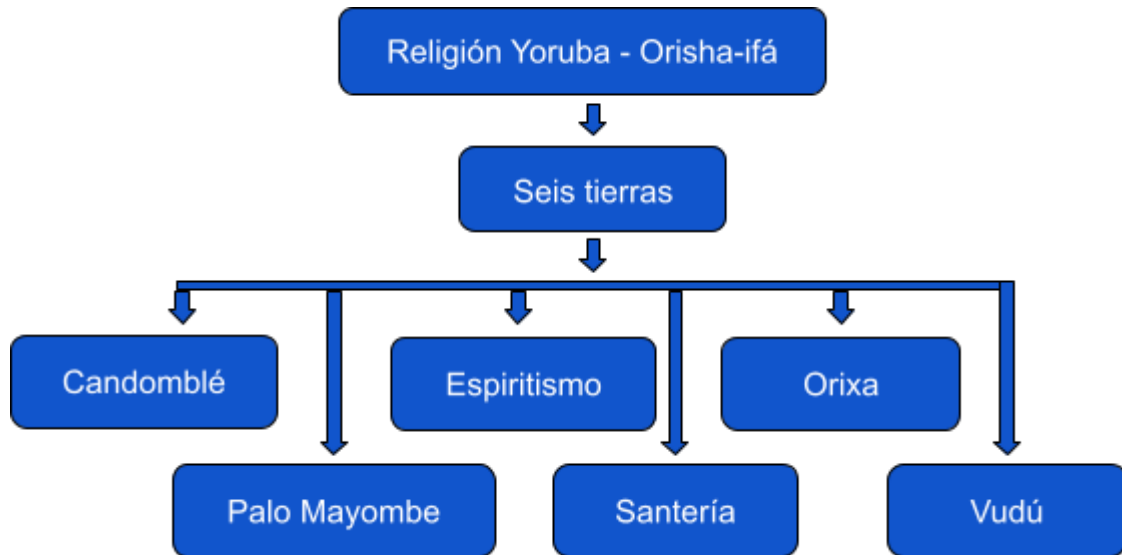 Religión Yoruba - Orisha-ifá
Seis tierras
Candomblé
Espiritismo
Orixa
Palo Mayombe
Santería
Vudú